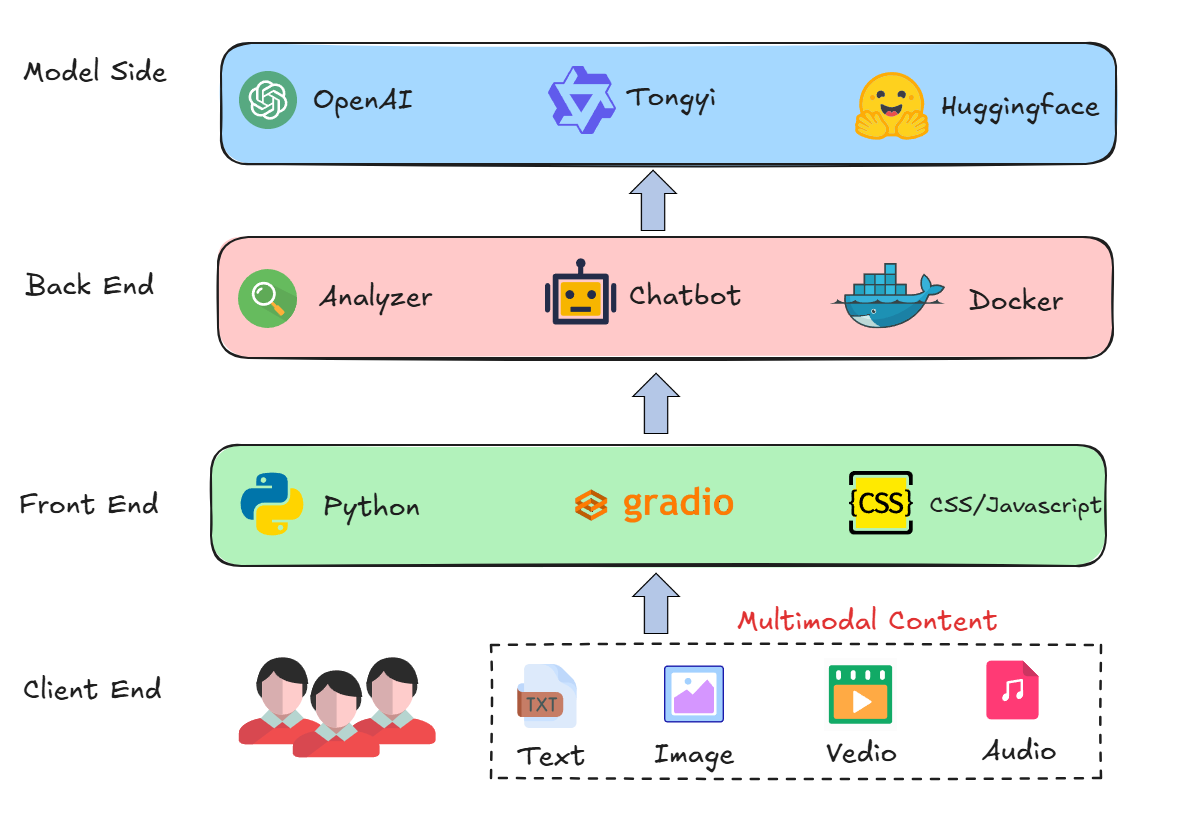 Model Side
OpenAI
Tongyi
Huggingface
Back End
Analyzer
Chatbot
Docker
Front End
Python
gradio
{CSS}
CSS/Javascript
Multimodal Content
Client End
TXT
Text
Image
Vedio
Audio